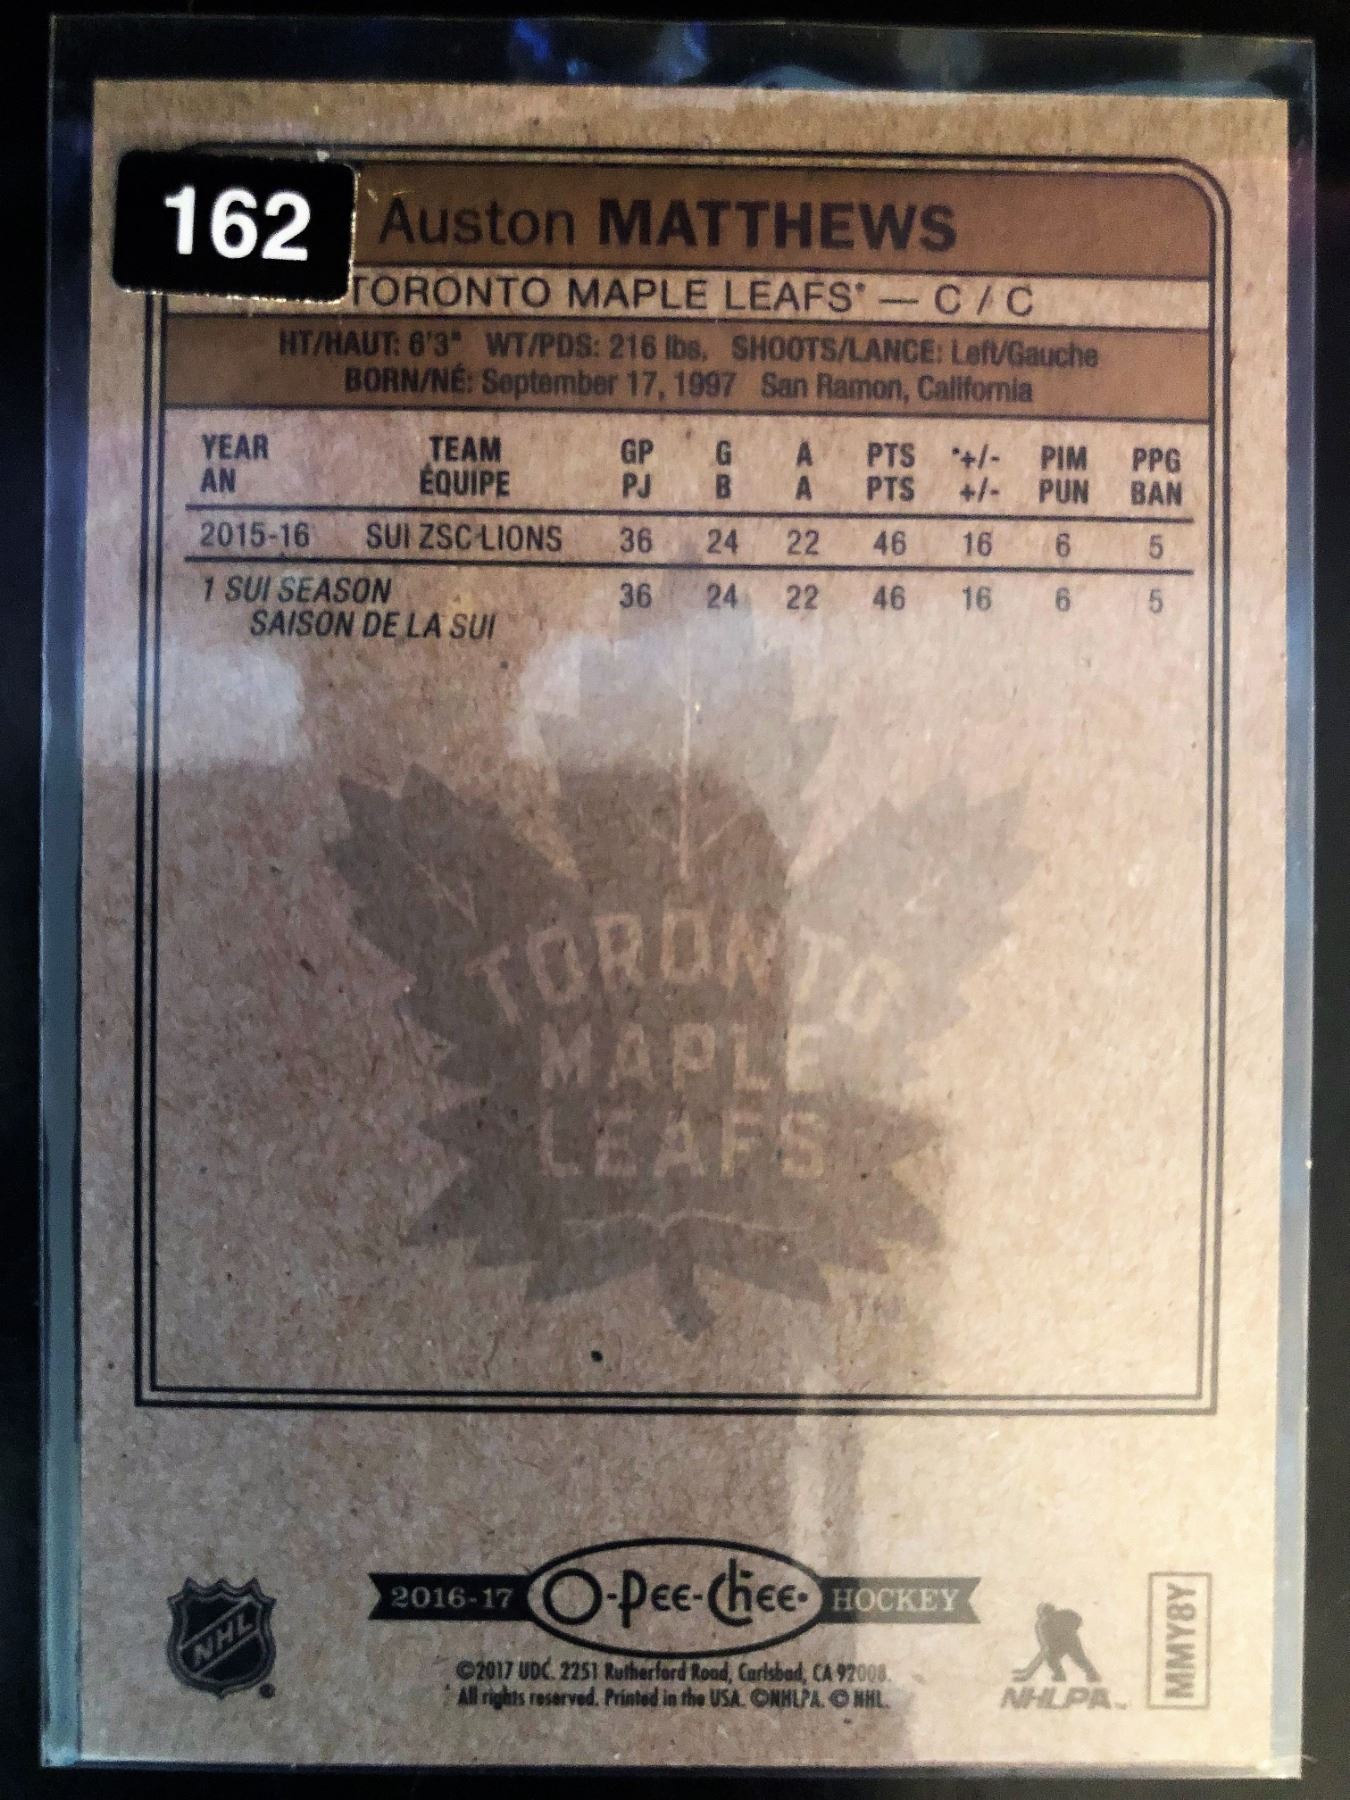 162
Auston MATTHEWS
TORONTO MAPLE LEAFS* — C / C
HT/HAUT: 6'3" WT/PDS: 216 lbs. SHOOTS/LANCE: Left/Gauche
BORN/NÉ: September 17, 1997 San Ramon, California
YEAR TEAM GP G A PTS *+/- PIM PPG
AN ÉQUIPE PJ B A PTS +/- PUN BAN
2015-16 SUI ZSC LIONS 36 24 22 46 16 6 5
1 SUI SEASON 36 24 22 46 16 6 5
SAISON DE LA SUI
TORONTO
MAPLE
LEAFS
TM
2016-17 O-Pee-Chee HOCKEY
NHL
©2017 UDC. 2251 Rutherford Road, Carlsbad, CA 92008.
All rights reserved. Printed in the USA. ©NHLPA. © NHL.
NHLPA™
MMY8Y